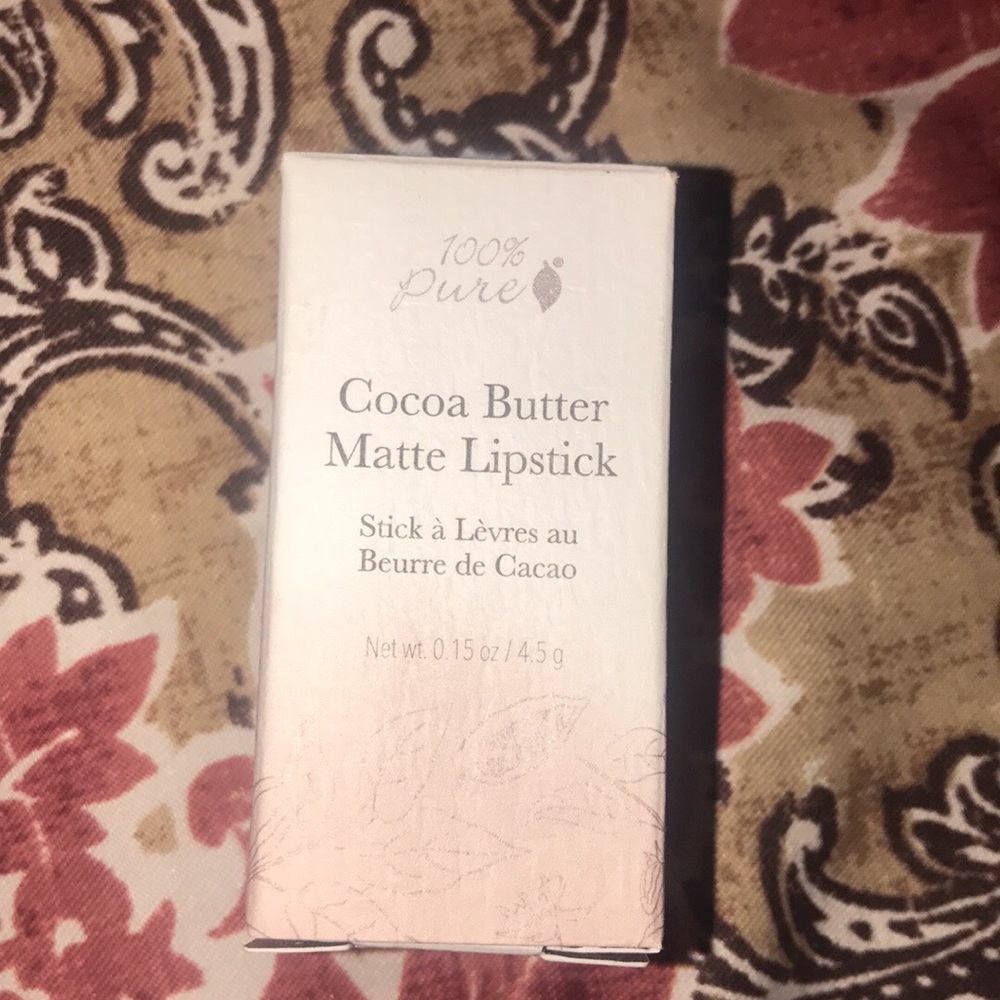 100%
Pure
Cocoa Butter
Matte Lipstick
Stick à Lèvres au
Beurre de Cacao
Net wt. 0.15 oz / 4.5 g